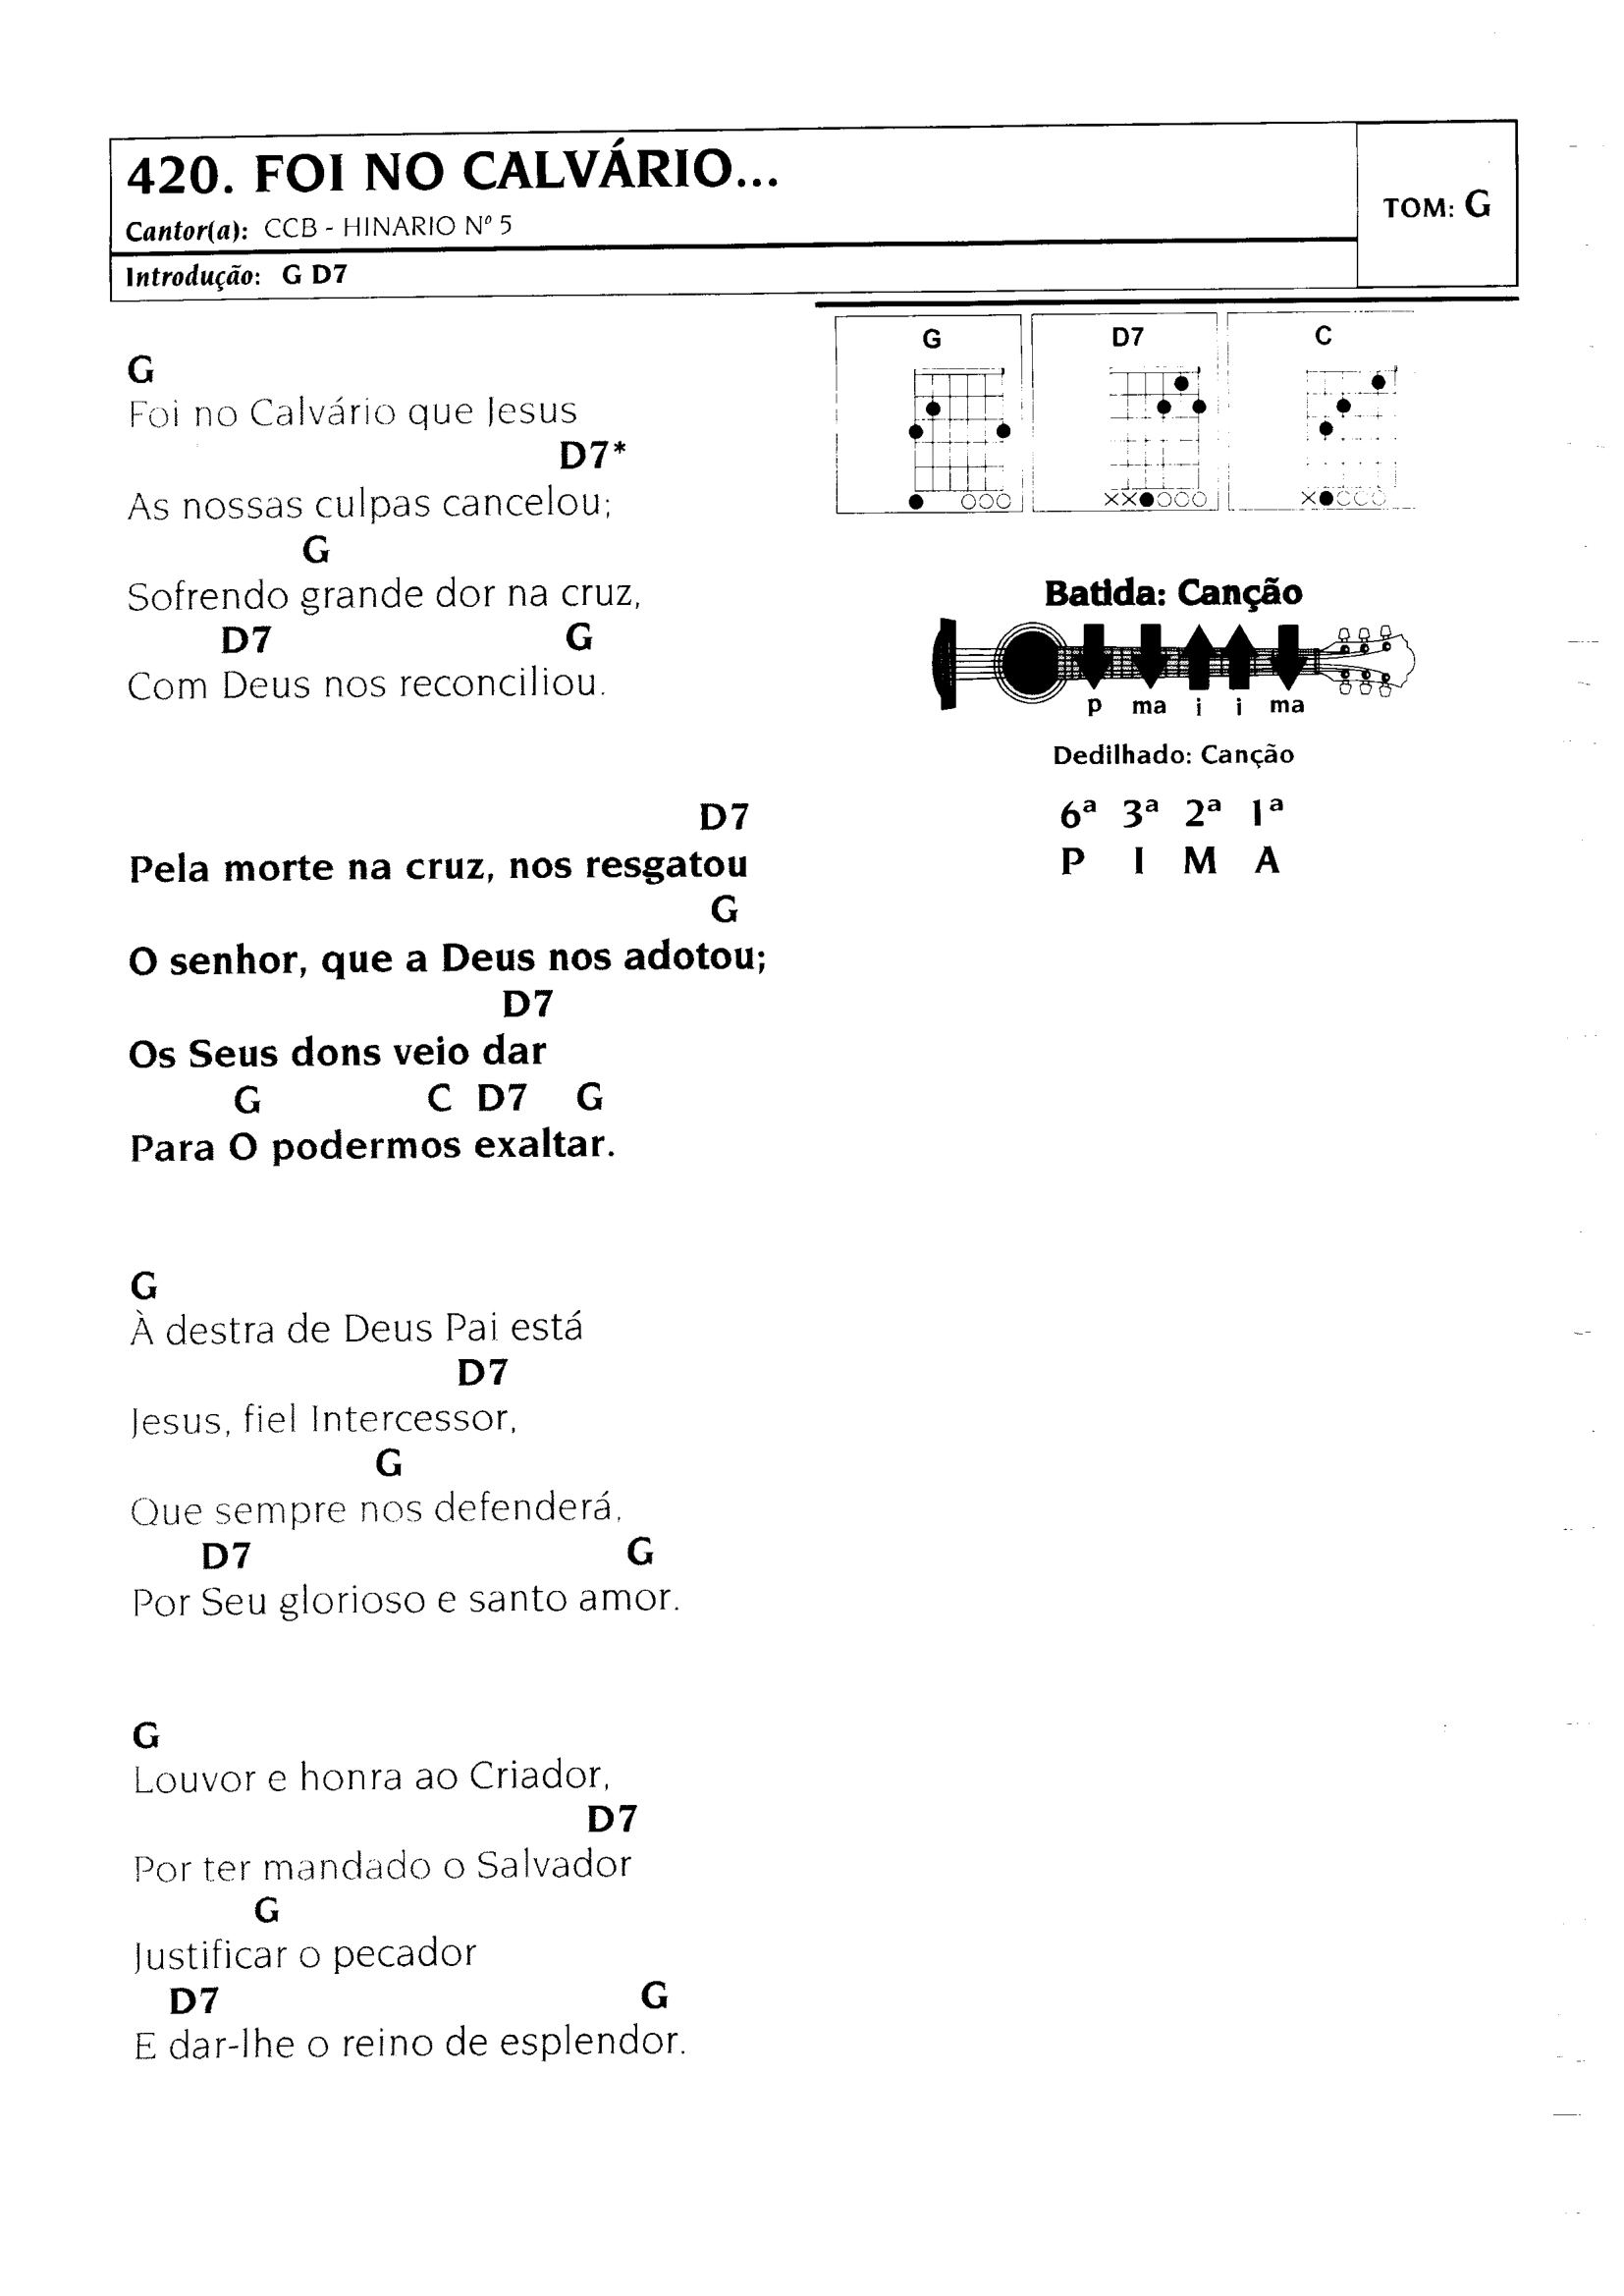 420. FOI NO CALVÁRIO...
Cantor(a): CCB - HINARIO Nº 5
TOM: G
Introdução: G D7
G
Foi no Calvário que Jesus
D7*
As nossas culpas cancelou;
G
Sofrendo grande dor na cruz,
D7 G
Com Deus nos reconciliou.
D7
Pela morte na cruz, nos resgatou
G
O senhor, que a Deus nos adotou;
D7
Os Seus dons veio dar
G C D7 G
Para O podermos exaltar.
G
À destra de Deus Pai está
D7
Jesus, fiel Intercessor,
G
Que sempre nos defenderá,
D7 G
Por Seu glorioso e santo amor.
G
Louvor e honra ao Criador,
D7
Por ter mandado o Salvador
G
Justificar o pecador
D7 G
E dar-lhe o reino de esplendor.
G D7 C
Batida: Canção
p ma i i ma
Dedilhado: Canção
6ª 3ª 2ª 1ª
P I M A